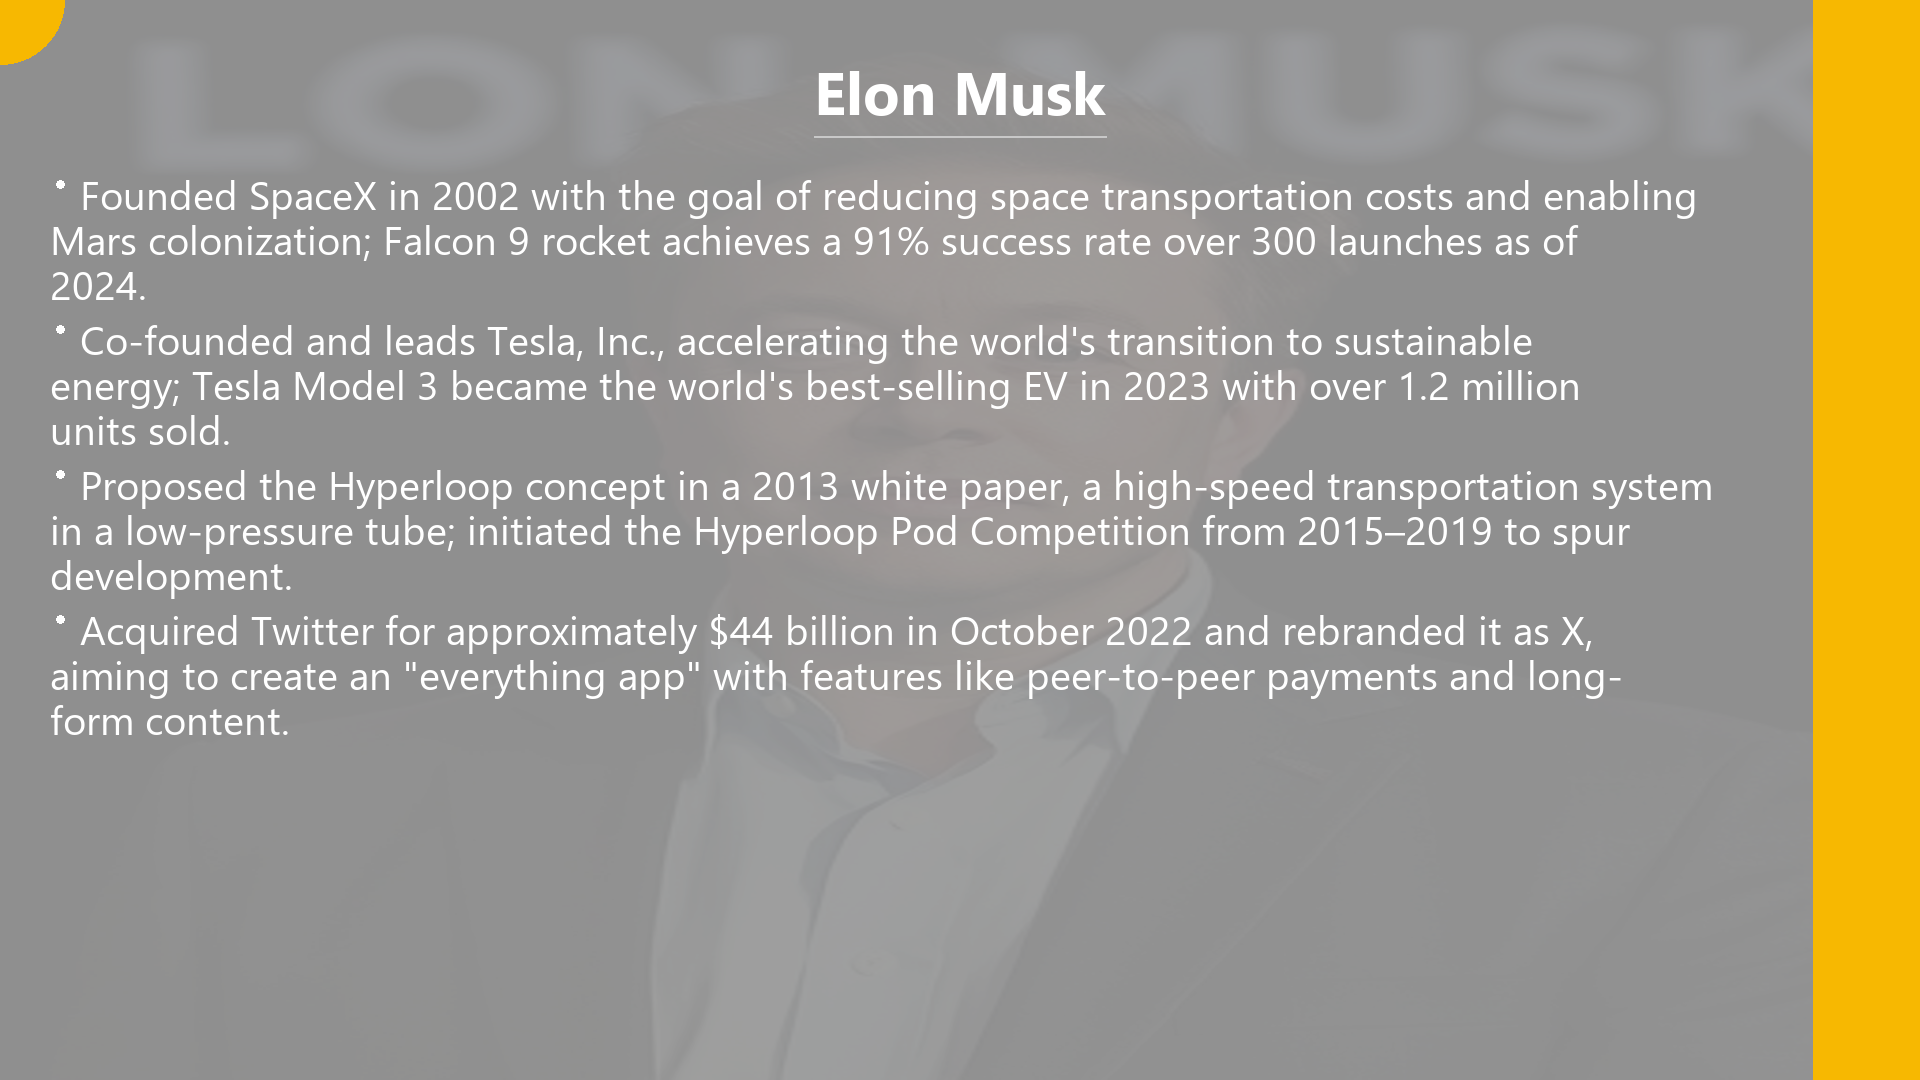 LON MUSK
Elon Musk
• Founded SpaceX in 2002 with the goal of reducing space transportation costs and enabling
Mars colonization; Falcon 9 rocket achieves a 91% success rate over 300 launches as of
2024.
• Co-founded and leads Tesla, Inc., accelerating the world's transition to sustainable
energy; Tesla Model 3 became the world's best-selling EV in 2023 with over 1.2 million
units sold.
• Proposed the Hyperloop concept in a 2013 white paper, a high-speed transportation system
in a low-pressure tube; initiated the Hyperloop Pod Competition from 2015–2019 to spur
development.
• Acquired Twitter for approximately $44 billion in October 2022 and rebranded it as X,
aiming to create an "everything app" with features like peer-to-peer payments and long-
form content.